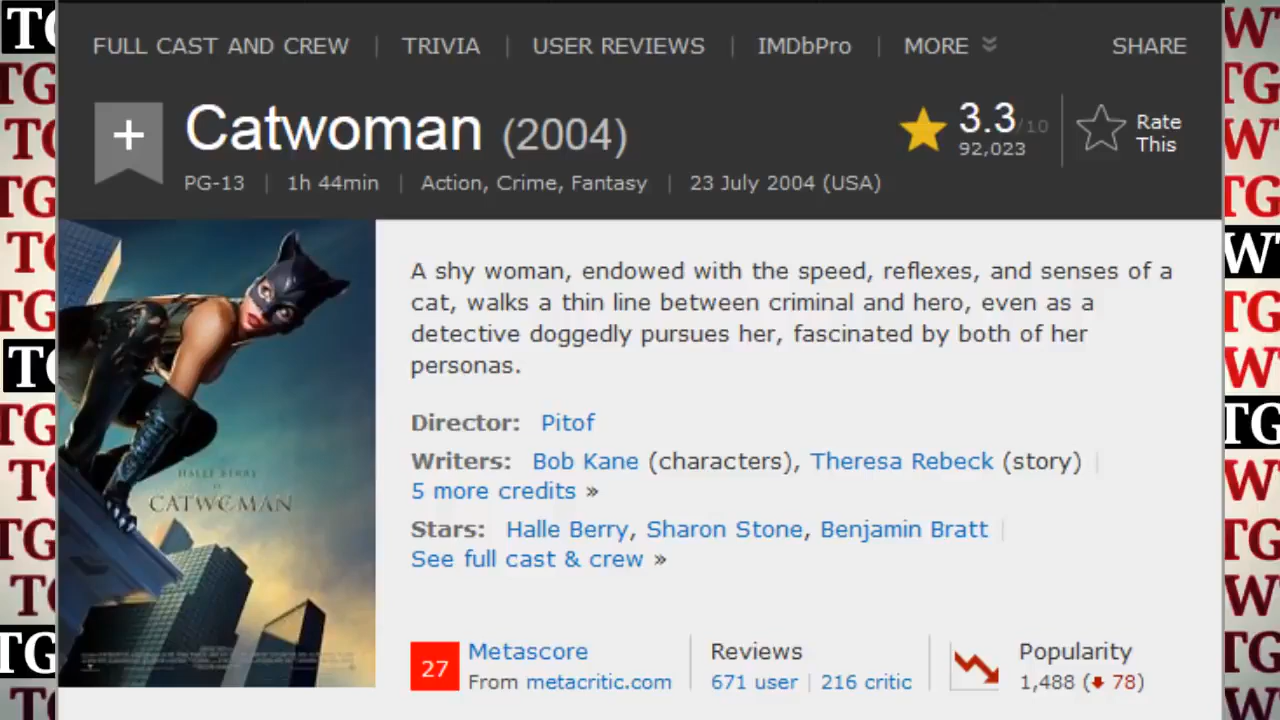 FULL CAST AND CREW | TRIVIA | USER REVIEWS | IMDbPro | MORE | SHARE
+ Catwoman (2004)
3.3/10
92,023
Rate This
PG-13 | 1h 44min | Action, Crime, Fantasy | 23 July 2004 (USA)
A shy woman, endowed with the speed, reflexes, and senses of a
cat, walks a thin line between criminal and hero, even as a
detective doggedly pursues her, fascinated by both of her
personas.
Director: Pitof
Writers: Bob Kane (characters), Theresa Rebeck (story) |
5 more credits »
Stars: Halle Berry, Sharon Stone, Benjamin Bratt |
See full cast & crew »
HALLE BERRY
IS
CATWOMAN
27 Metascore
From metacritic.com
Reviews
671 user | 216 critic
Popularity
1,488 (78)